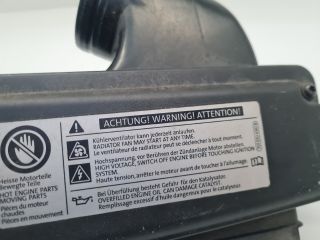 ACHTUNG! WARNING! ATTENTION!
Kühlerventilator kann jederzeit anlaufen.
RADIATOR FAN MAY START AT ANY TIME.
Le ventilateur de radiateur peut se déclencher à tout moment.
Hochspannung, vor Berühren der Zündanlage Motor abstellen.
HIGH VOLTAGE, SWITCH OFF ENGINE BEFORE TOUCHING IGNITION
SYSTEM.
Haute tension, arrêter le moteur avant de toucher à l'allumage.
Bei Überfüllung besteht Gefahr für den Katalysator.
OVERFILLED ENGINE OIL CAN DAMAGE CATALYST.
Remplissage excessif d'huile dangereux pour le catalyseur.
Heisse Motorteile
Bewegte Teile
HOT ENGINE PARTS
MOVING PARTS
Pièces du moteur
chaudes
Pièces en mouvement